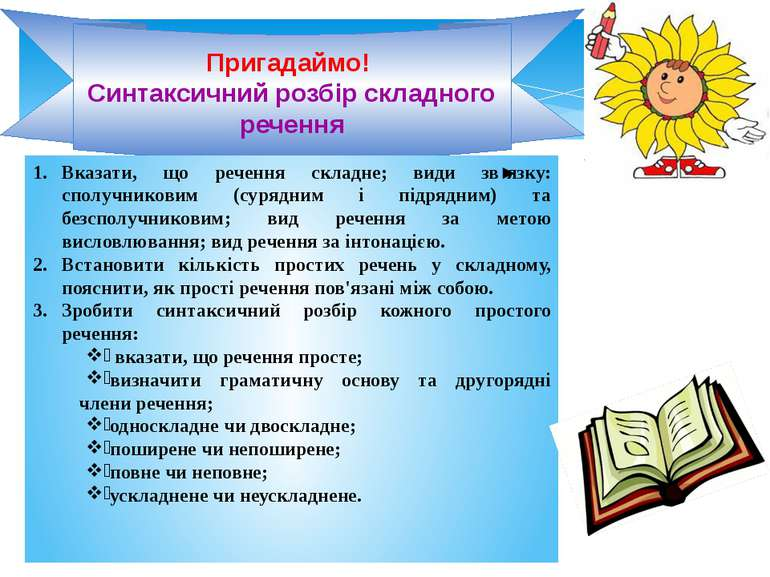 Пригадаймо!
Синтаксичний розбір складного
речення
1. Вказати, що речення складне; види зв►язку:
сполучниковим (сурядним і підрядним) та
безсполучниковим; вид речення за метою
висловлювання; вид речення за інтонацією.
2. Встановити кількість простих речень у складному,
пояснити, як прості речення пов'язані між собою.
3. Зробити синтаксичний розбір кожного простого
речення:
❖ вказати, що речення просте;
❖визначити граматичну основу та другорядні
члени речення;
❖односкладне чи двоскладне;
❖поширене чи непоширене;
❖повне чи неповне;
❖ускладнене чи неускладнене.